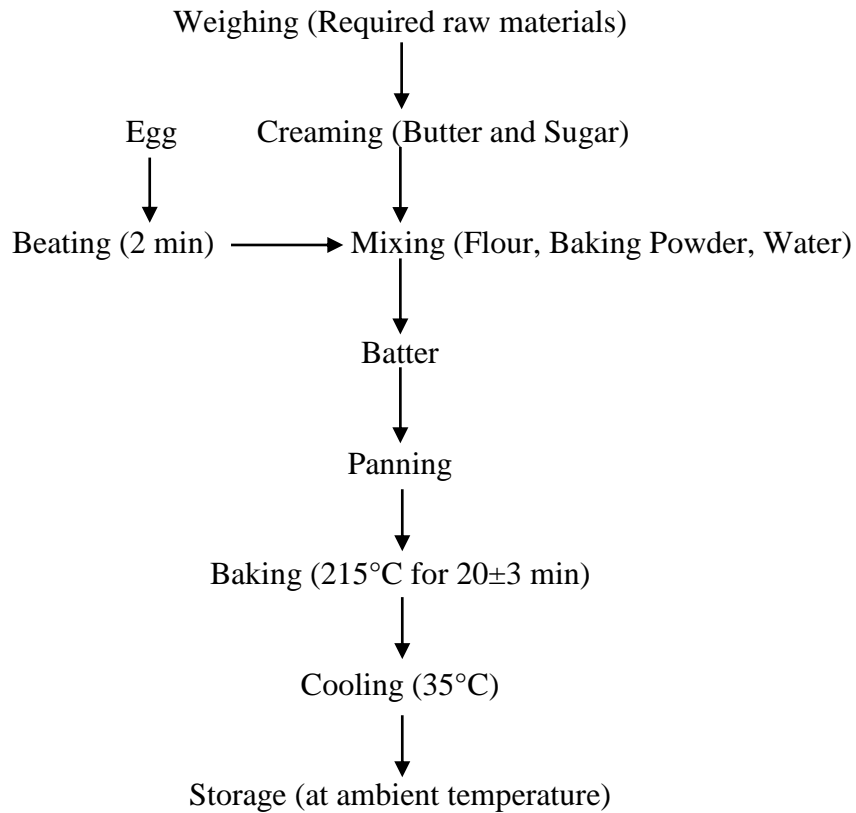 Weighing (Required raw materials)
Egg
Creaming (Butter and Sugar)
Beating (2 min)
Mixing (Flour, Baking Powder, Water)
Batter
Panning
Baking (215°C for 20±3 min)
Cooling (35°C)
Storage (at ambient temperature)